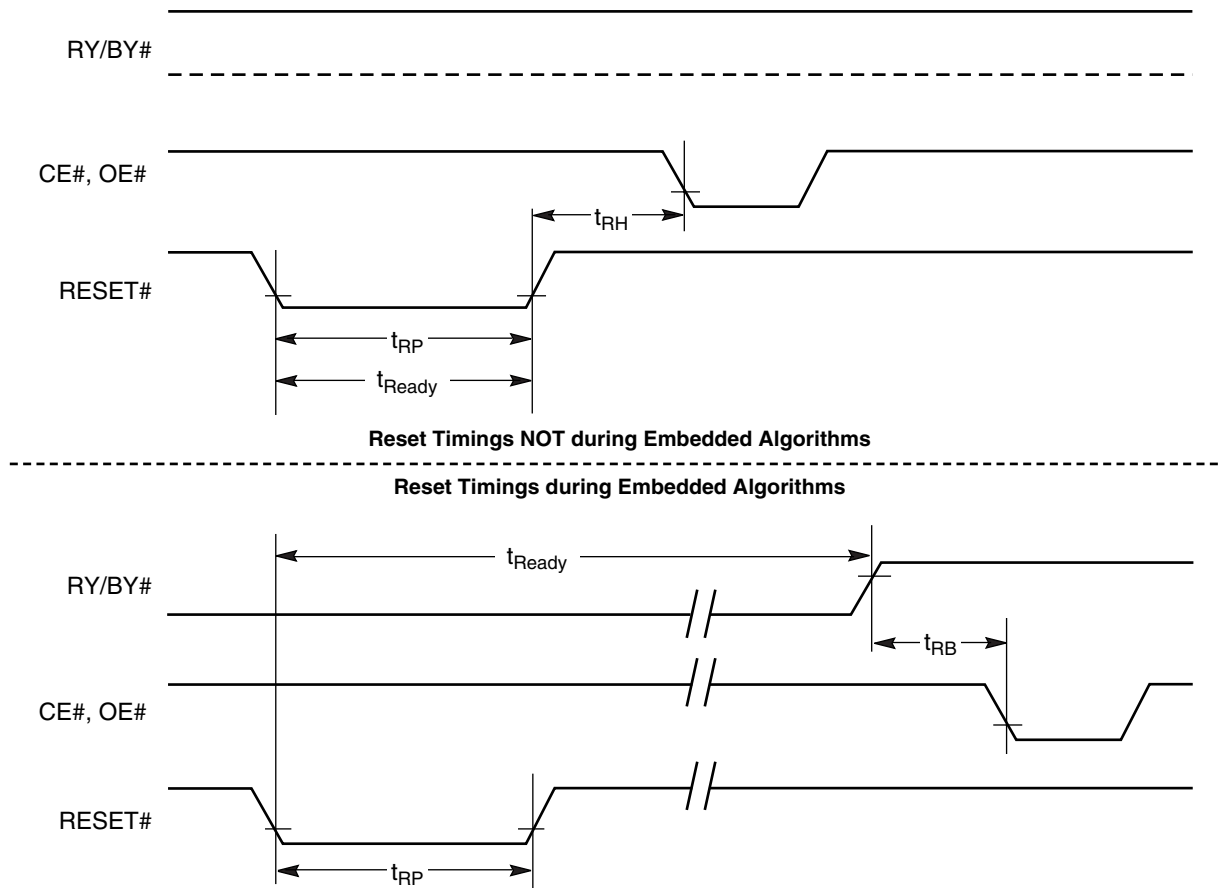 RY/BY#
CE#, OE#
tRH
RESET#
tRP
tReady
Reset Timings NOT during Embedded Algorithms
Reset Timings during Embedded Algorithms
tReady
RY/BY#
tRB
CE#, OE#
RESET#
tRP